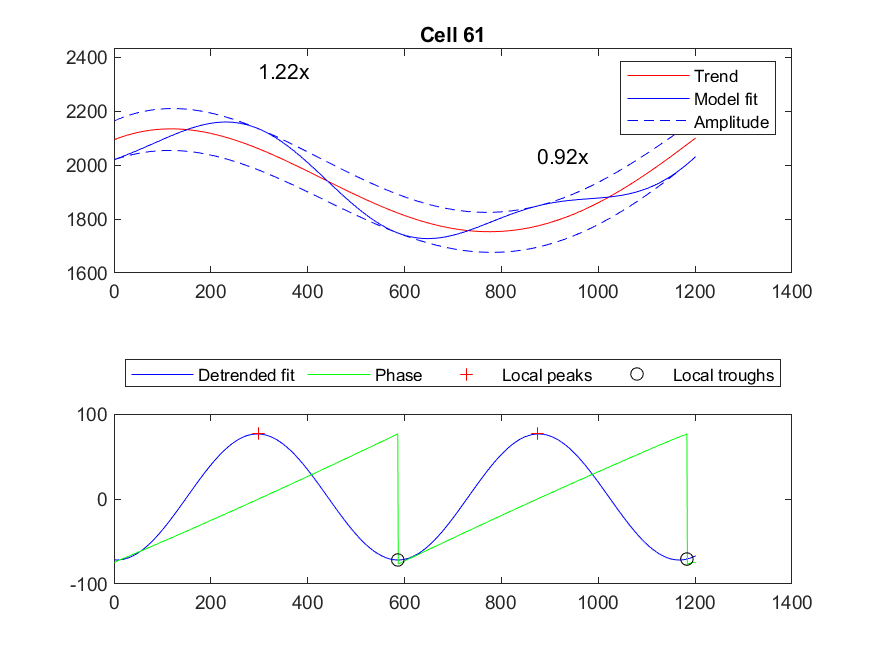 Cell 61
2400
2200
2000
1800
1600
1.22x
0.92x
Trend
Model fit
Amplitude
0 200 400 600 800 1000 1200 1400
Detrended fit Phase Local peaks Local troughs
100
0
-100
0 200 400 600 800 1000 1200 1400